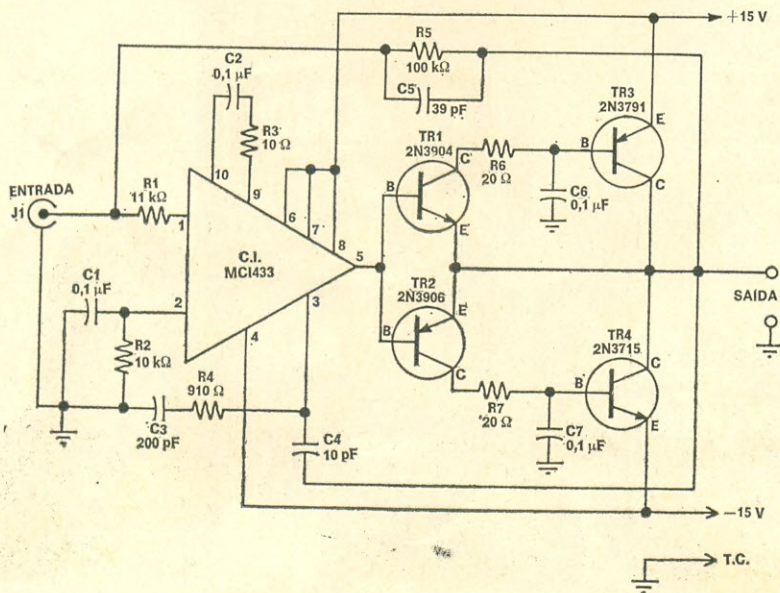 +15 V
R5
100 kΩ
C5
39 pF
C2
0,1 µF
R3
10 Ω
10
9
ENTRADA
J1
R1
11 kΩ
1
6
7
8
C.I.
MCI433
5
2
3
4
C1
0,1 µF
R2
10 kΩ
R4
910 Ω
C3
200 pF
C4
10 pF
TR1
2N3904
B
C
E
R6
20 Ω
C6
0,1 µF
TR3
2N3791
B
E
C
TR2
2N3906
B
E
C
R7
20 Ω
C7
0,1 µF
TR4
2N3715
B
C
E
SAÍDA
−15 V
T.C.